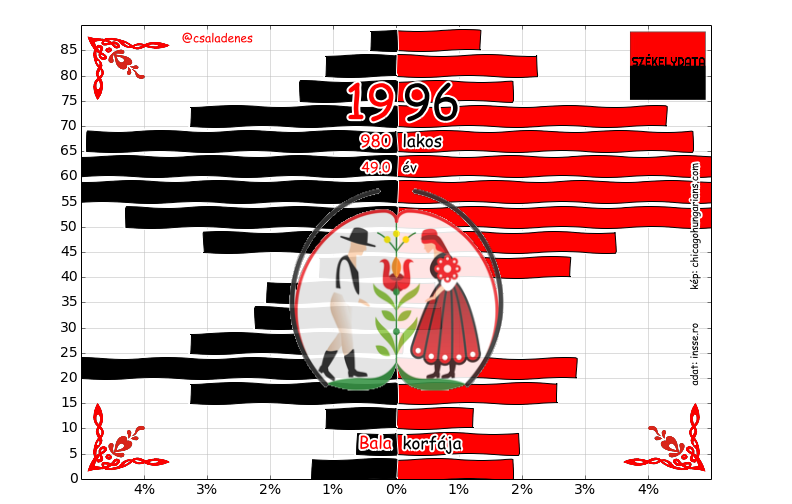 @csaladenes
SZÉKELYDATA
1996
980 lakos
49.0 év
kép: chicagohungarians.com
adat: insse.ro
Bala korfája
85
80
75
70
65
60
55
50
45
40
35
30
25
20
15
10
5
0
4% 3% 2% 1% 0% 1% 2% 3% 4%